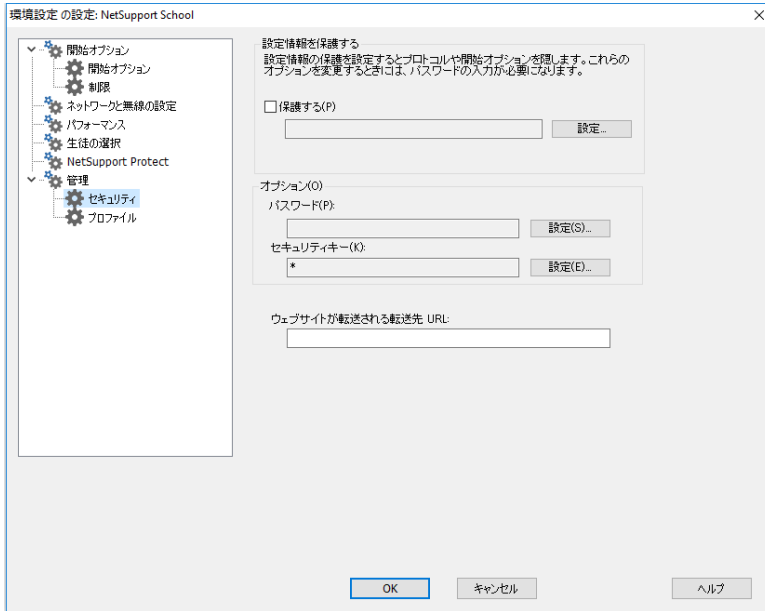 環境設定 の設定: NetSupport School
開始オプション
開始オプション
制限
ネットワークと無線の設定
パフォーマンス
生徒の選択
NetSupport Protect
管理
セキュリティ
プロファイル
設定情報を保護する
設定情報の保護を設定するとプロトコルや開始オプションを隠します。これらの
オプションを変更するときには、パスワードの入力が必要になります。
保護する(P)
設定...
オプション(O)
パスワード(P):
設定(S)...
セキュリティキー(K):
*
設定(E)...
ウェブサイトが転送される転送先 URL:
OK
キャンセル
ヘルプ